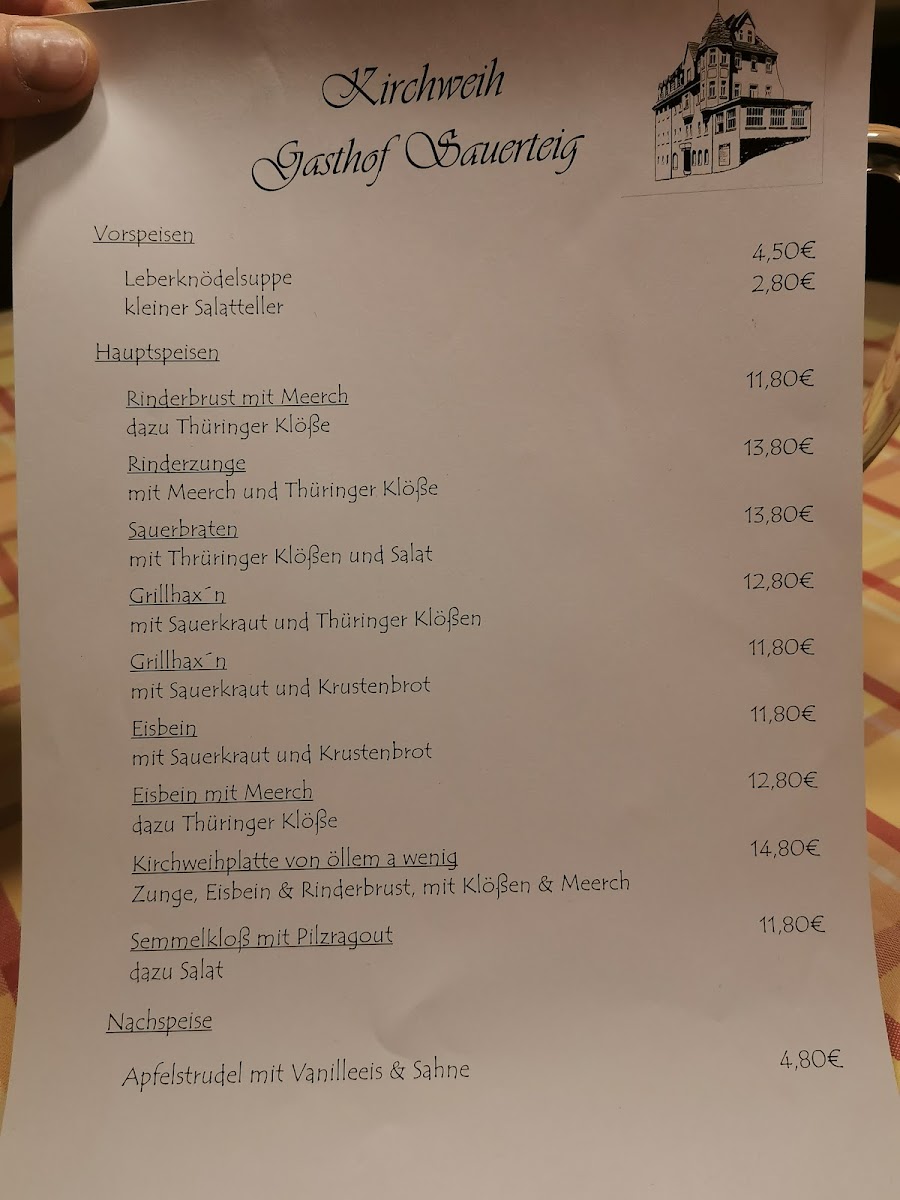 Kirchweih
Gasthof Sauerteig
Vorspeisen
Leberknödelsuppe 4,50€
kleiner Salatteller 2,80€
Hauptspeisen
Rinderbrust mit Meerch 11,80€
dazu Thüringer Klöße
Rinderzunge 13,80€
mit Meerch und Thüringer Klöße
Sauerbraten 13,80€
mit Thrüringer Klößen und Salat
Grillhax´n 12,80€
mit Sauerkraut und Thüringer Klößen
Grillhax´n 11,80€
mit Sauerkraut und Krustenbrot
Eisbein 11,80€
mit Sauerkraut und Krustenbrot
Eisbein mit Meerch 12,80€
dazu Thüringer Klöße
Kirchweihplatte von öllem a wenig 14,80€
Zunge, Eisbein & Rinderbrust, mit Klößen & Meerch
Semmelkloß mit Pilzragout 11,80€
dazu Salat
Nachspeise
Apfelstrudel mit Vanilleeis & Sahne 4,80€